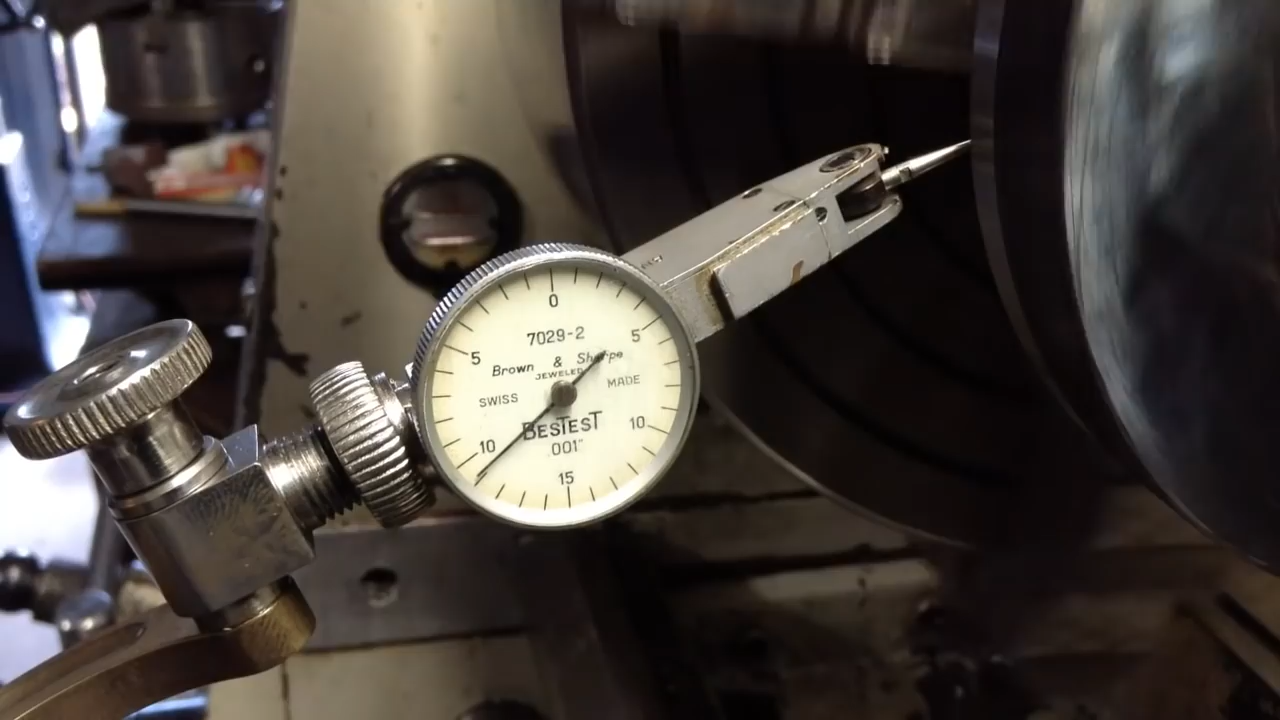 0
5 7029-2 5
Brown & Sharpe
JEWELED
SWISS MADE
10 BESTEST 10
.001"
15